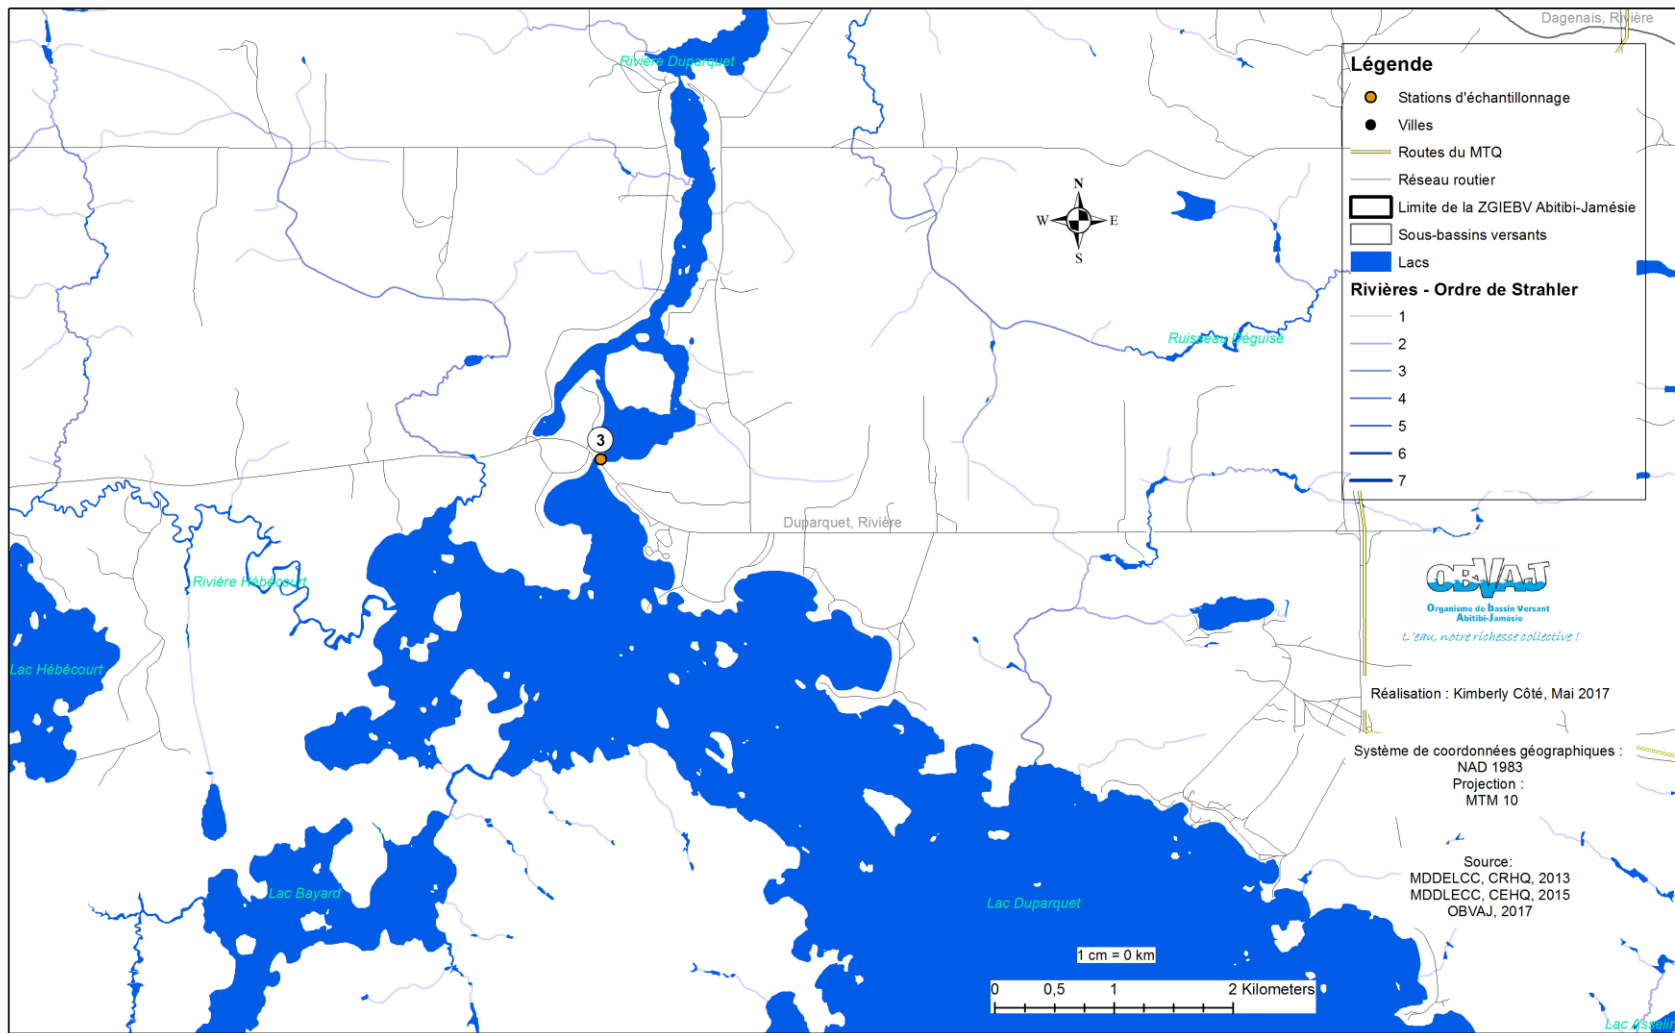 Dagenais, Rivière
Rivière Duparquet
Légende
Stations d'échantillonnage
Villes
Routes du MTQ
Réseau routier
Limite de la ZGIEBV Abitibi-Jamésie
Sous-bassins versants
Lacs
Rivières - Ordre de Strahler
1
2
3
4
5
6
7
N
W E
S
Ruisseau Déguisé
3
Duparquet, Rivière
Rivière Hébécourt
Lac Hébécourt
OBVAJ
Organisme de Bassin Versant
Abitibi-Jamésie
L'eau, notre richesse collective !
Réalisation : Kimberly Côté, Mai 2017
Système de coordonnées géographiques :
NAD 1983
Projection :
MTM 10
Source:
MDDELCC, CRHQ, 2013
MDDLECC, CEHQ, 2015
OBVAJ, 2017
Lac Bayard
Lac Duparquet
1 cm = 0 km
0 0,5 1 2 Kilometers
Lac Asselin